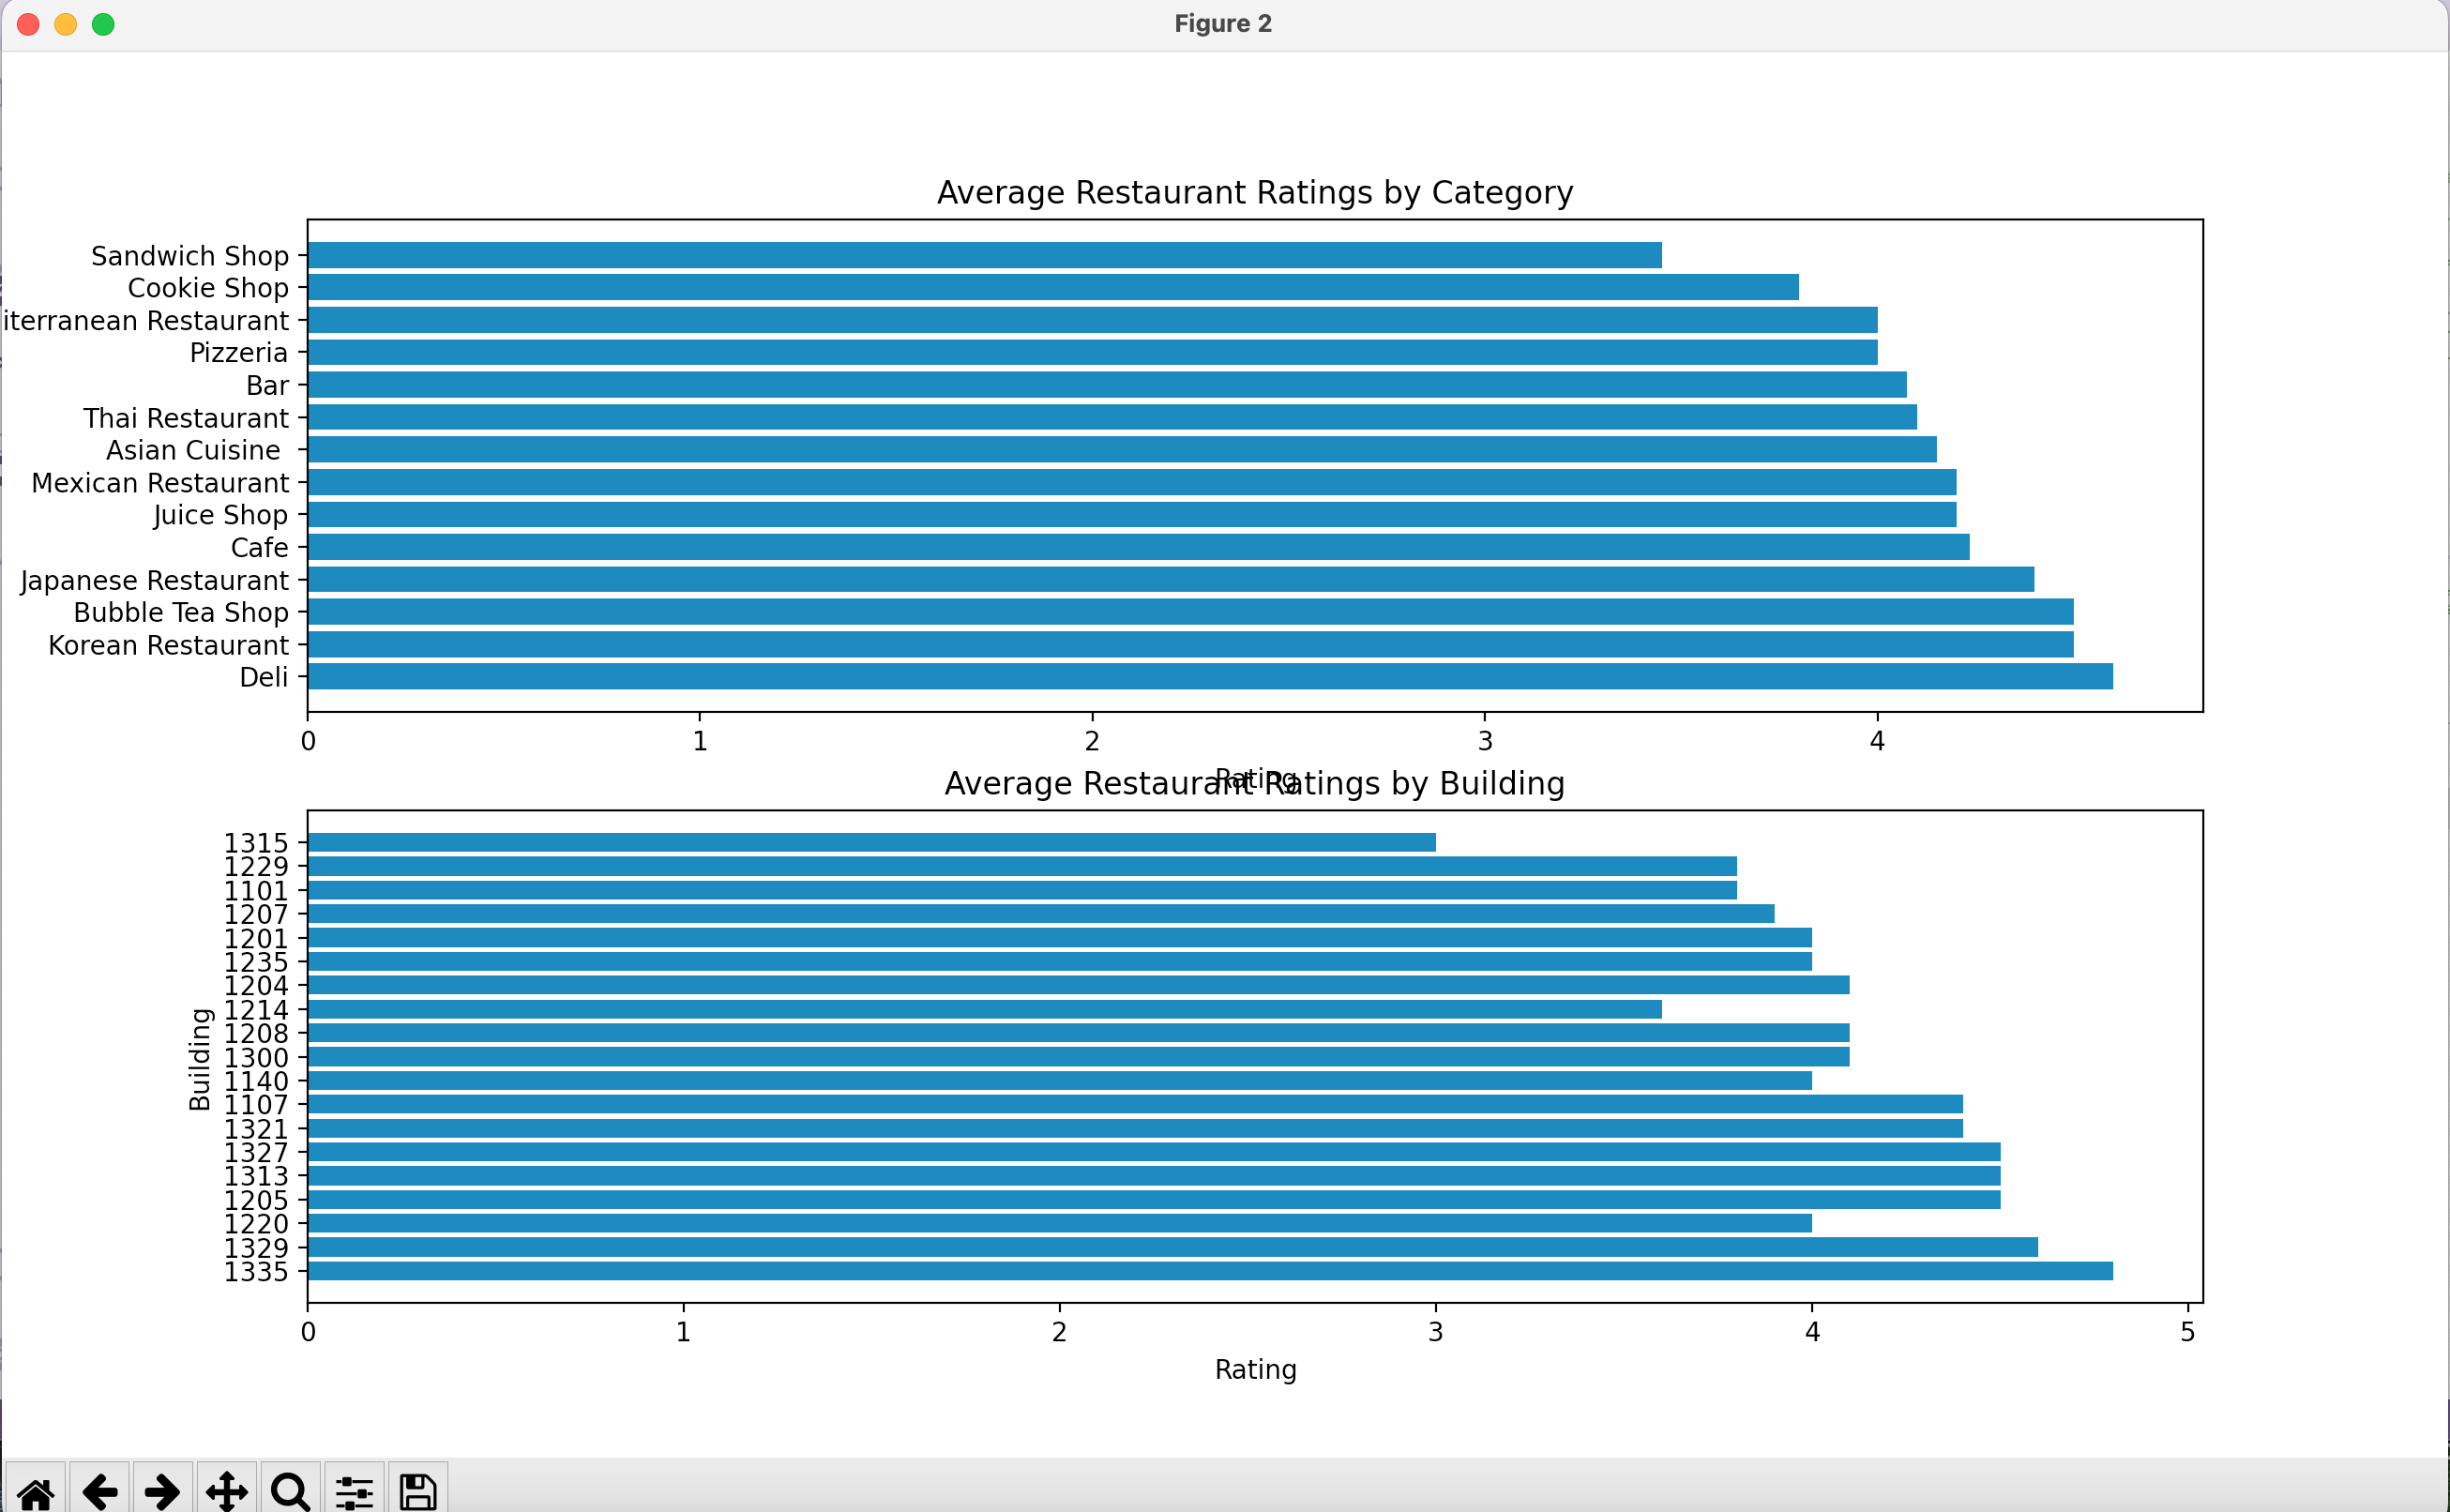 Figure 2
Average Restaurant Ratings by Category
Sandwich Shop
Cookie Shop
iterranean Restaurant
Pizzeria
Bar
Thai Restaurant
Asian Cuisine
Mexican Restaurant
Juice Shop
Cafe
Japanese Restaurant
Bubble Tea Shop
Korean Restaurant
Deli
0 1 2 3 4
Rating
Average Restaurant Ratings by Building
Building
1315
1229
1101
1207
1201
1235
1204
1214
1208
1300
1140
1107
1321
1327
1313
1205
1220
1329
1335
0 1 2 3 4 5
Rating